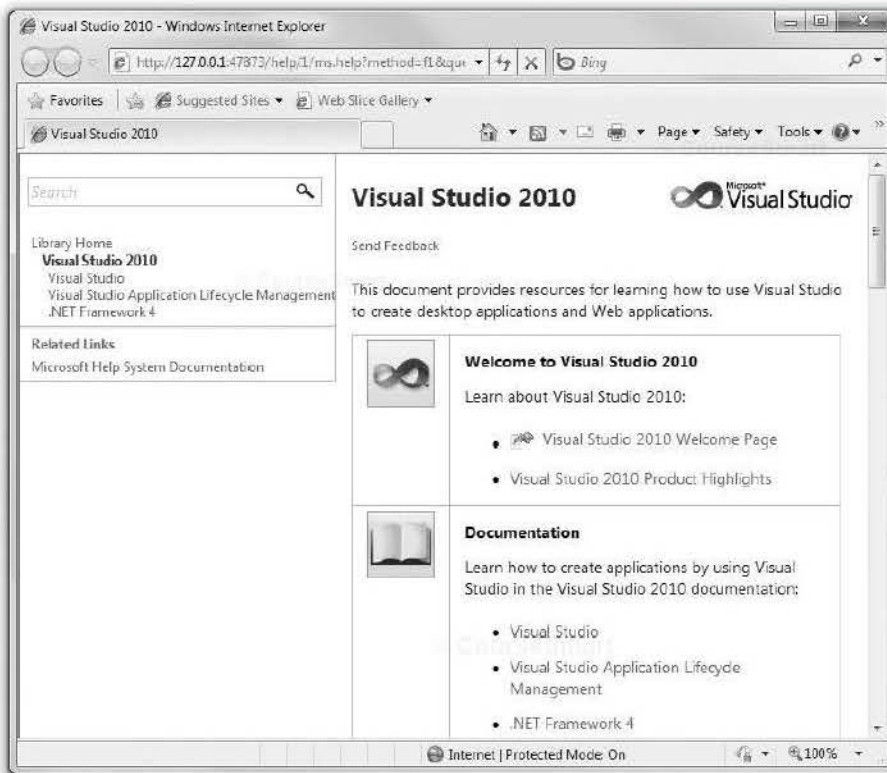 Visual Studio 2010 - Windows Internet Explorer
http://127.0.0.1:47873/help/1/ms.help?method=f1&que
Bing
Favorites
Suggested Sites
Web Slice Gallery
Visual Studio 2010
Page
Safety
Tools
Search
Library Home
Visual Studio 2010
Visual Studio
Visual Studio Application Lifecycle Management
.NET Framework 4
Related Links
Microsoft Help System Documentation
Visual Studio 2010
Microsoft
Visual Studio
Send Feedback
This document provides resources for learning how to use Visual Studio
to create desktop applications and Web applications.
Welcome to Visual Studio 2010
Learn about Visual Studio 2010:
• Visual Studio 2010 Welcome Page
• Visual Studio 2010 Product Highlights
Documentation
Learn how to create applications by using Visual
Studio in the Visual Studio 2010 documentation:
• Visual Studio
• Visual Studio Application Lifecycle
Management
• .NET Framework 4
Internet | Protected Mode: On
100%